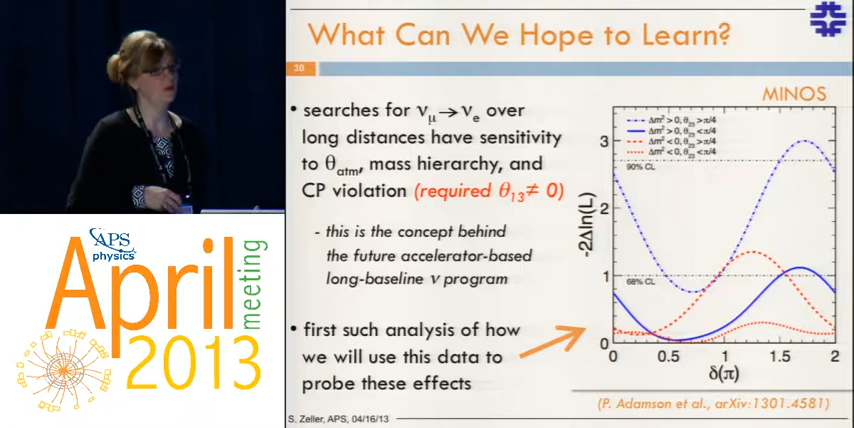 What Can We Hope to Learn?
30
• searches for νμ→νe over
long distances have sensitivity
to θatm, mass hierarchy, and
CP violation (required θ13≠ 0)
- this is the concept behind
the future accelerator-based
long-baseline ν program
• first such analysis of how
we will use this data to
probe these effects
MINOS
Δm² > 0, θ23 > π/4
Δm² > 0, θ23 < π/4
Δm² < 0, θ23 > π/4
Δm² < 0, θ23 < π/4
3
90% CL
2
-2Δln(L)
1
68% CL
0
0 0.5 1 1.5 2
δ(π)
(P. Adamson et al., arXiv:1301.4581)
S. Zeller, APS, 04/16/13
APS
physics
April
meeting
2013